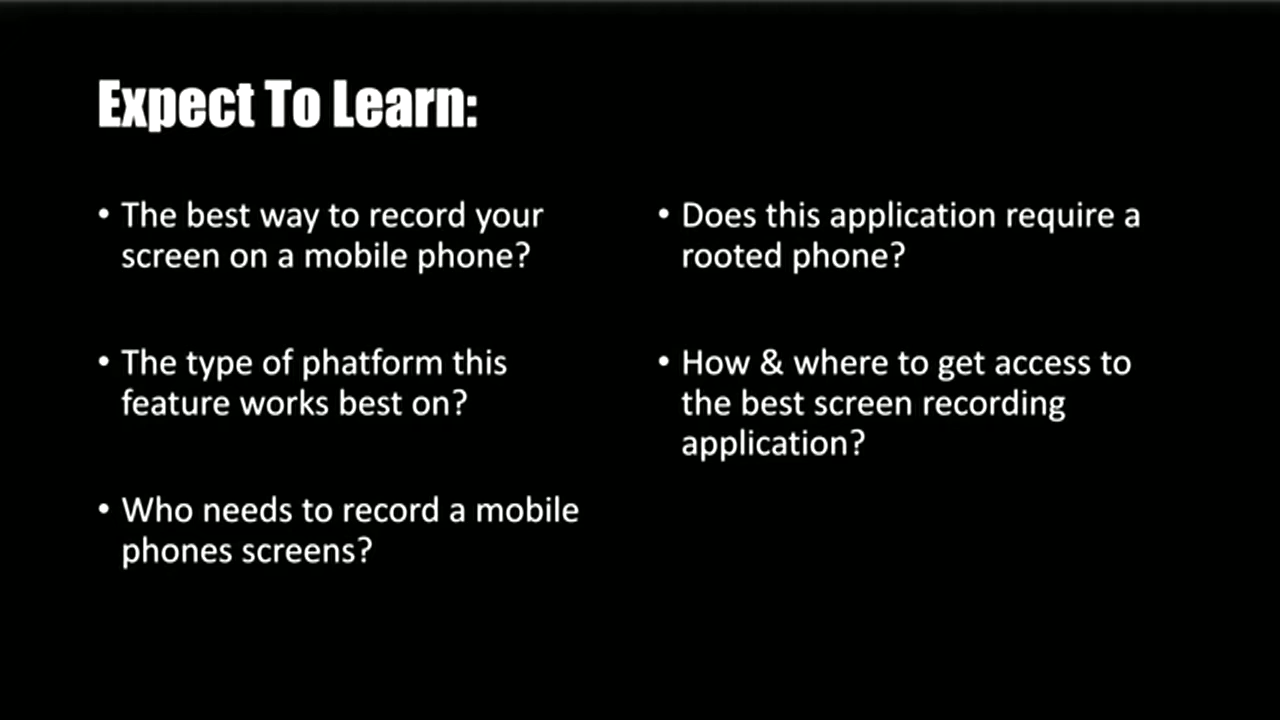 Expect To Learn:
• The best way to record your
screen on a mobile phone?
• The type of phatform this
feature works best on?
• Who needs to record a mobile
phones screens?
• Does this application require a
rooted phone?
• How & where to get access to
the best screen recording
application?